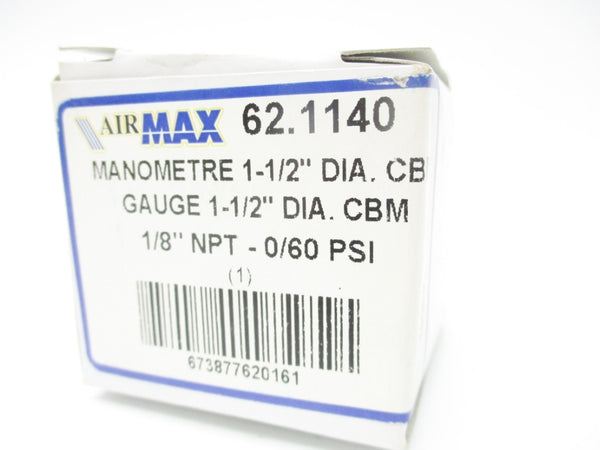 AIRMAX 62.1140
MANOMETRE 1-1/2" DIA. CB
GAUGE 1-1/2" DIA. CBM
1/8" NPT - 0/60 PSI
(1)
673877620161